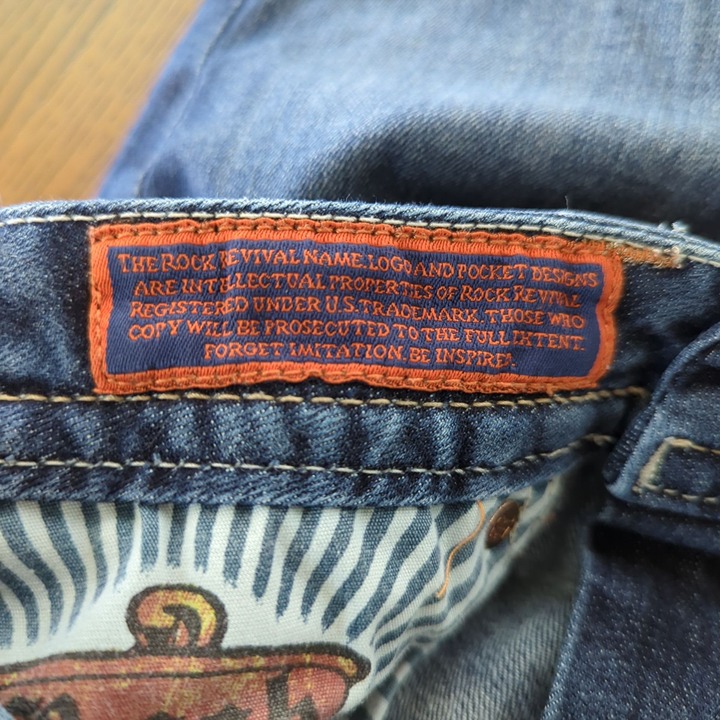 THE ROCK REVIVAL NAME, LOGO AND POCKET DESIGNS
ARE INTELLECTUAL PROPERTIES OF ROCK REVIVAL
REGISTERED UNDER U.S. TRADEMARK. THOSE WHO
COPY WILL BE PROSECUTED TO THE FULL EXTENT.
FORGET IMITATION. BE INSPIRED.